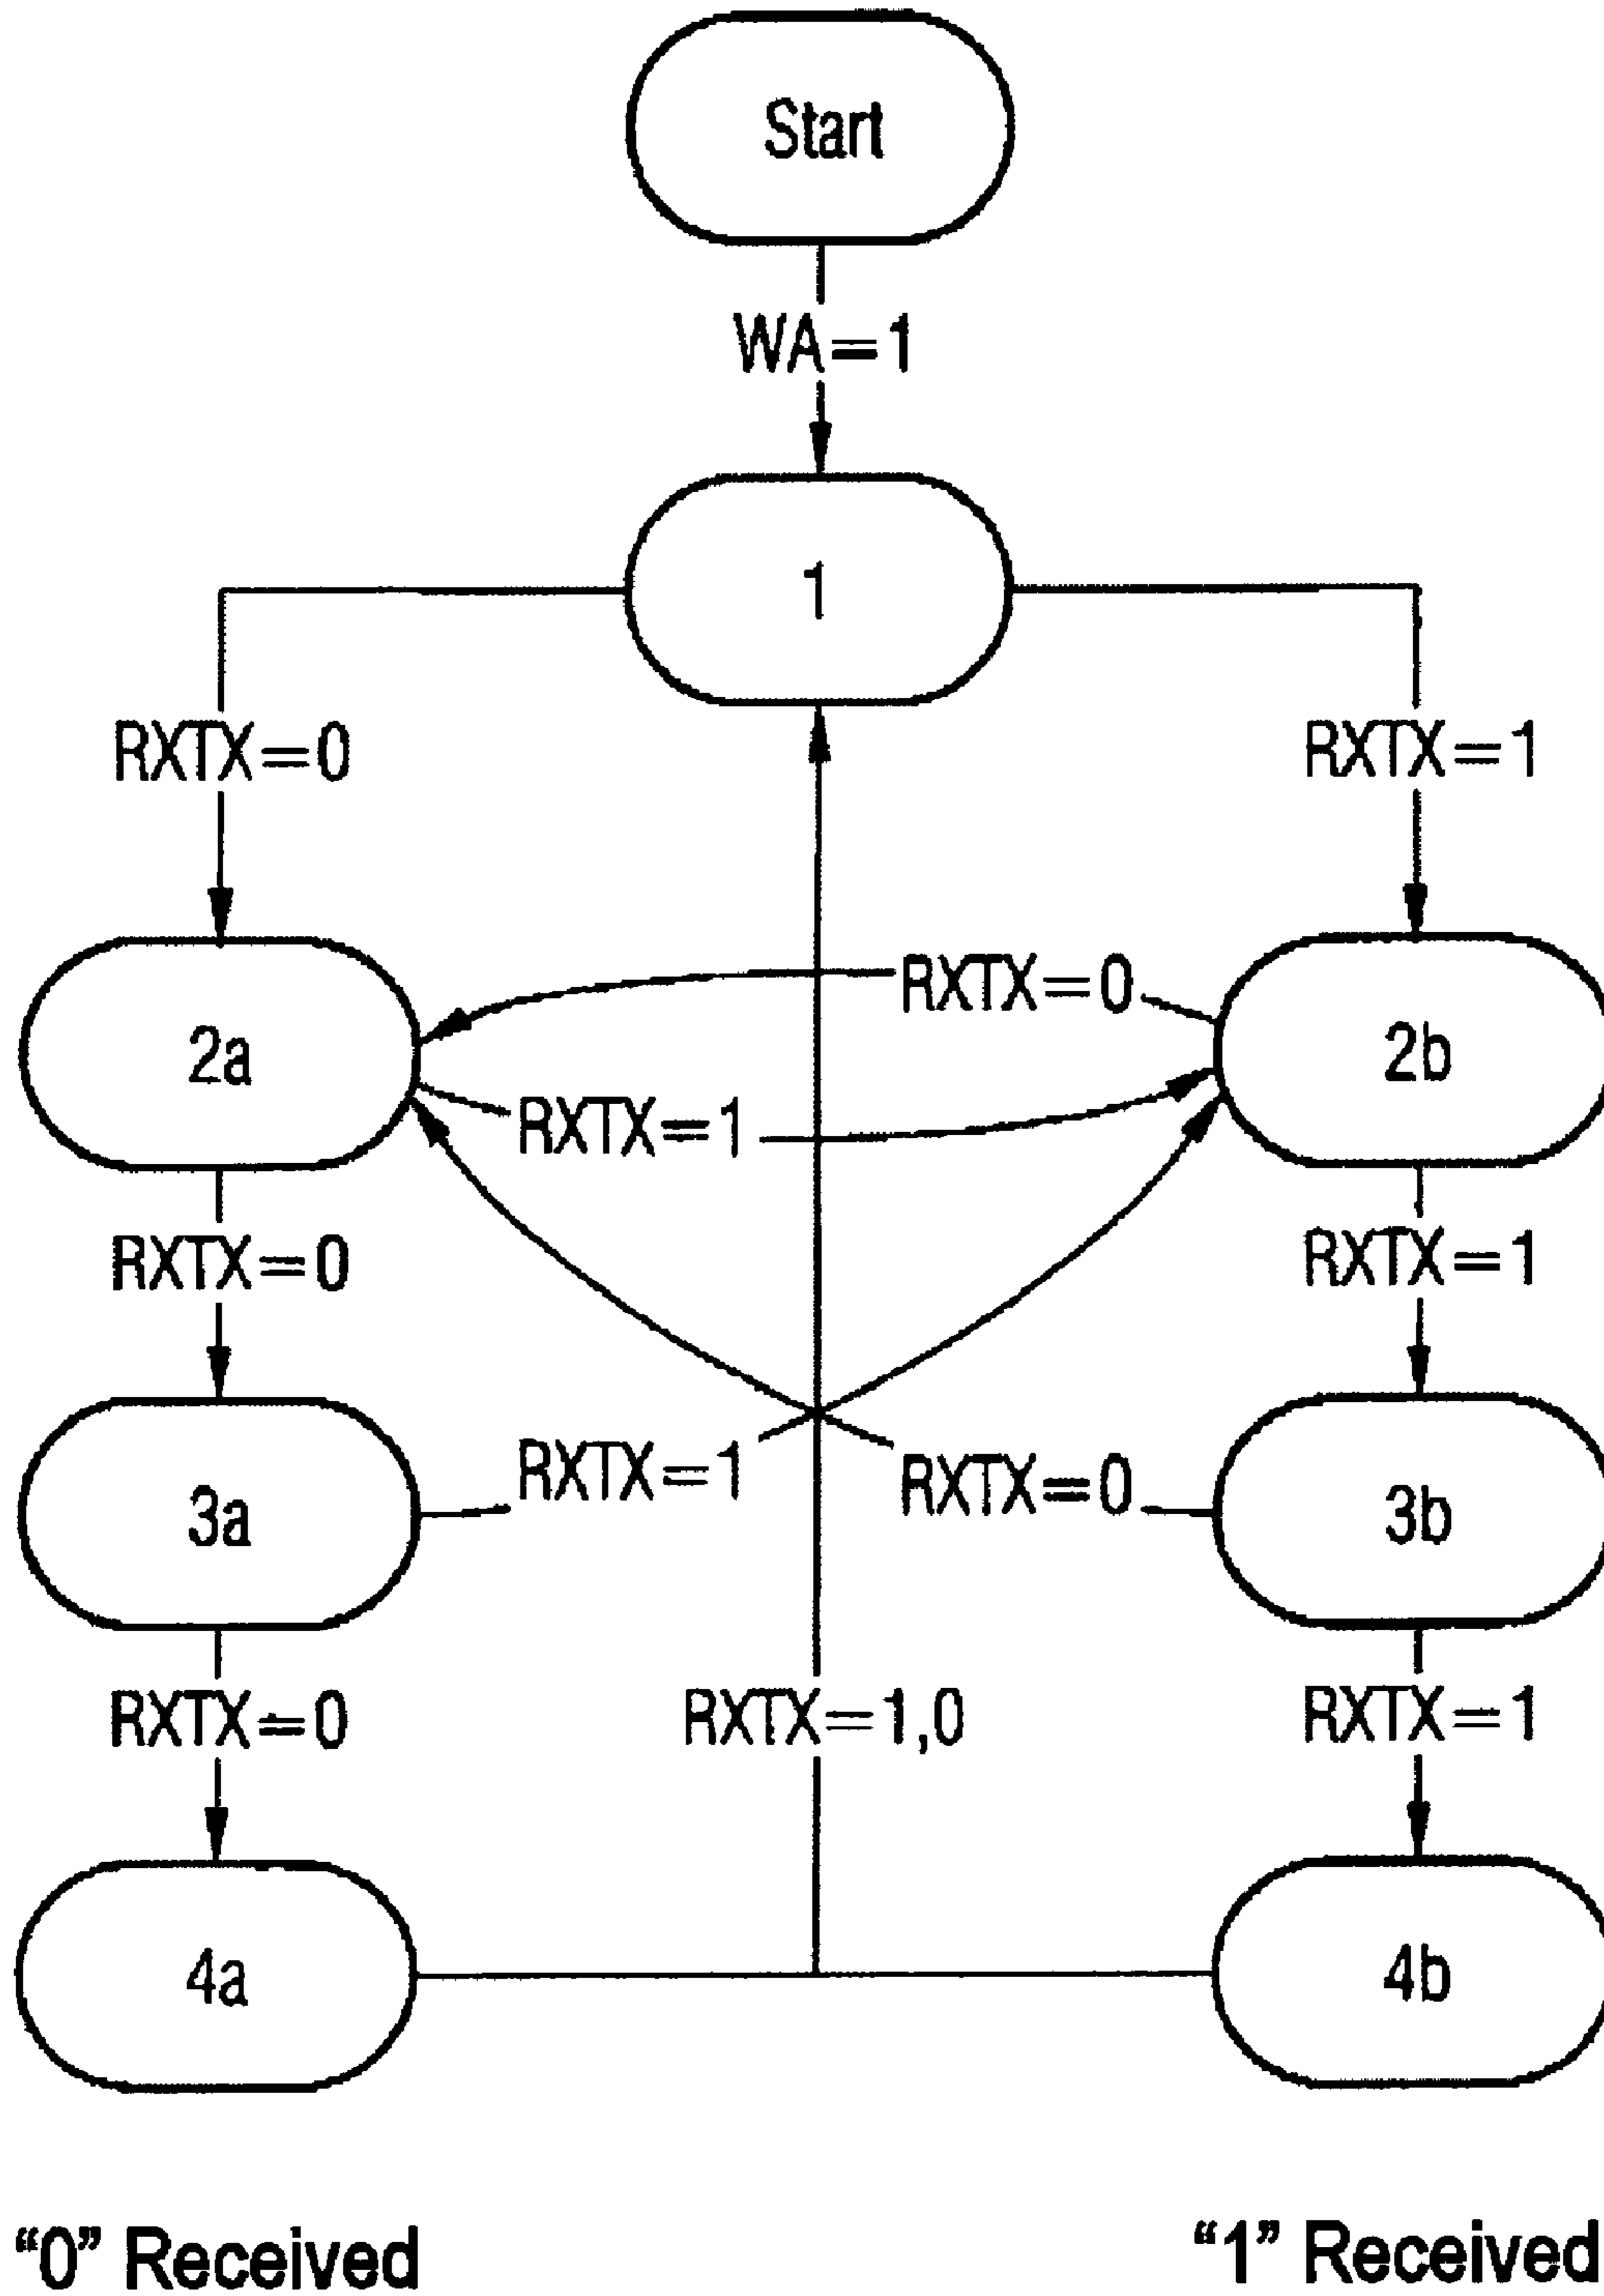 Start
WA=1
1
RXTX=0
RXTX=1
RXTX=0
2a
2b
RXTX=1
RXTX=0
RXTX=1
RXTX=1
RXTX=0
3a
3b
RXTX=0
RXTX=1,0
RXTX=1
4a
4b
“0” Received
“1” Received